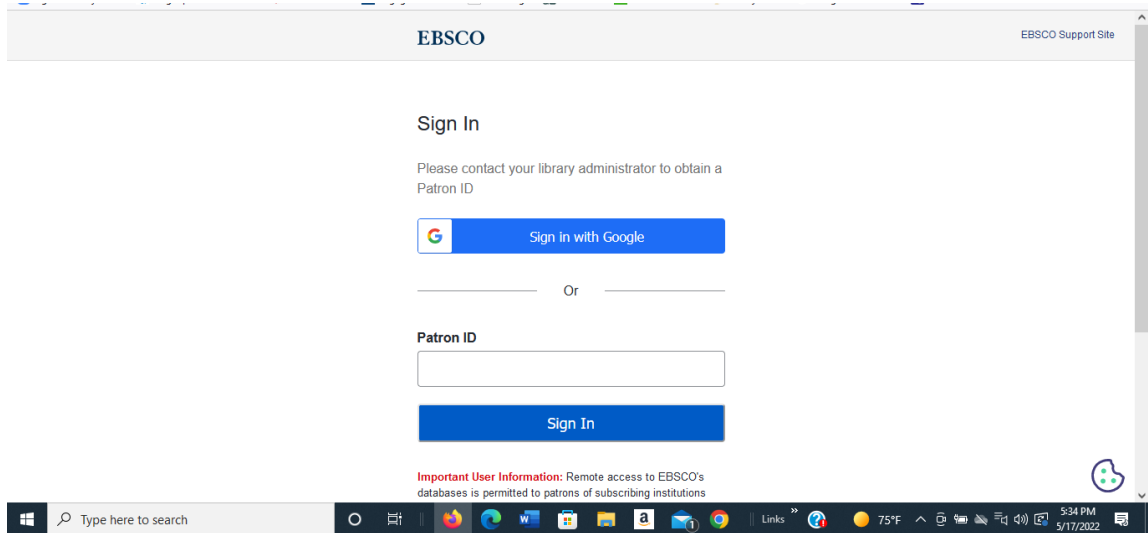 EBSCO
EBSCO Support Site
Sign In
Please contact your library administrator to obtain a
Patron ID
G
Sign in with Google
Or
Patron ID
Sign In
Important User Information: Remote access to EBSCO's
databases is permitted to patrons of subscribing institutions
Type here to search
W
a
1
Links
»
75°F
5:34 PM
5/17/2022